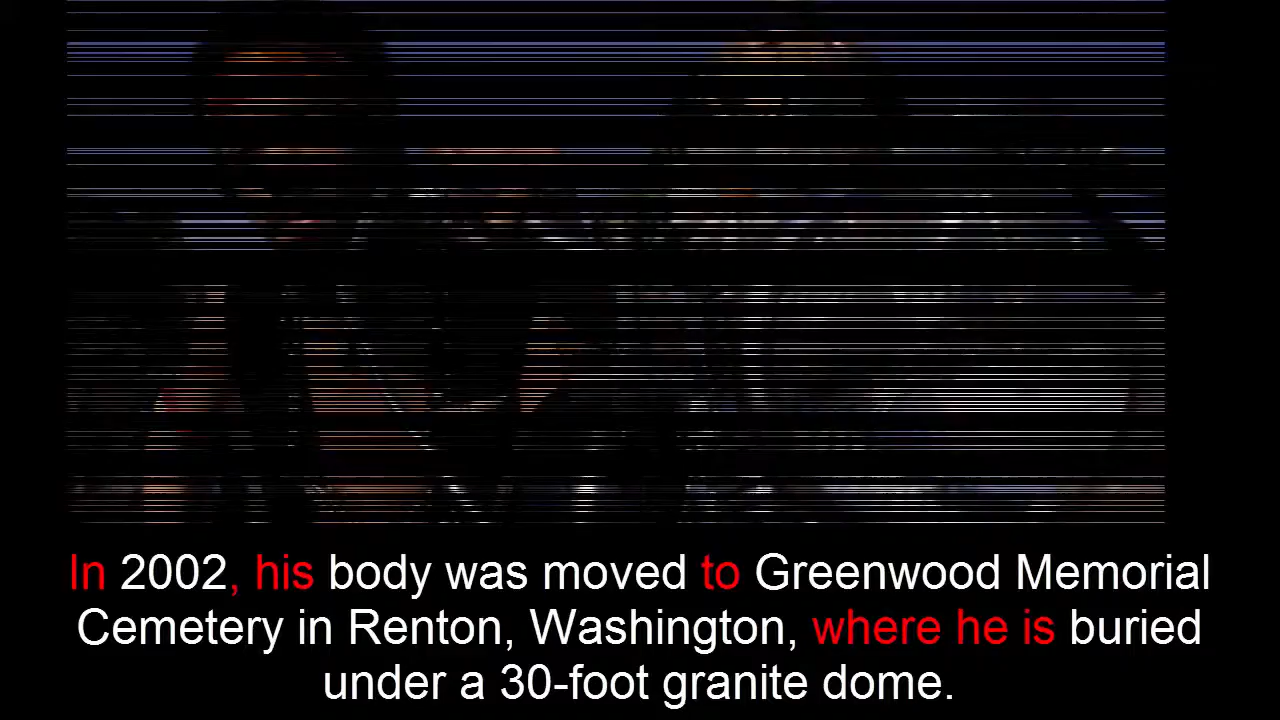 In 2002, his body was moved to Greenwood Memorial
Cemetery in Renton, Washington, where he is buried
under a 30-foot granite dome.